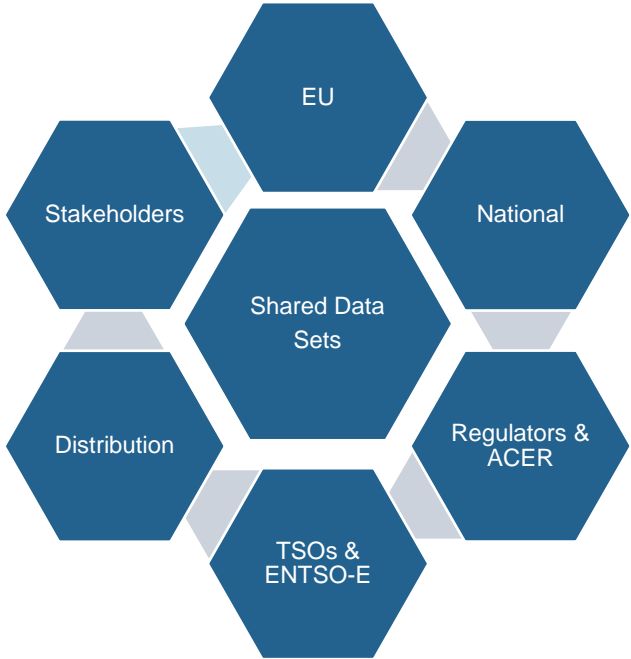 EU
Stakeholders
National
Shared Data
Sets
Distribution
Regulators &
ACER
TSOs &
ENTSO-E